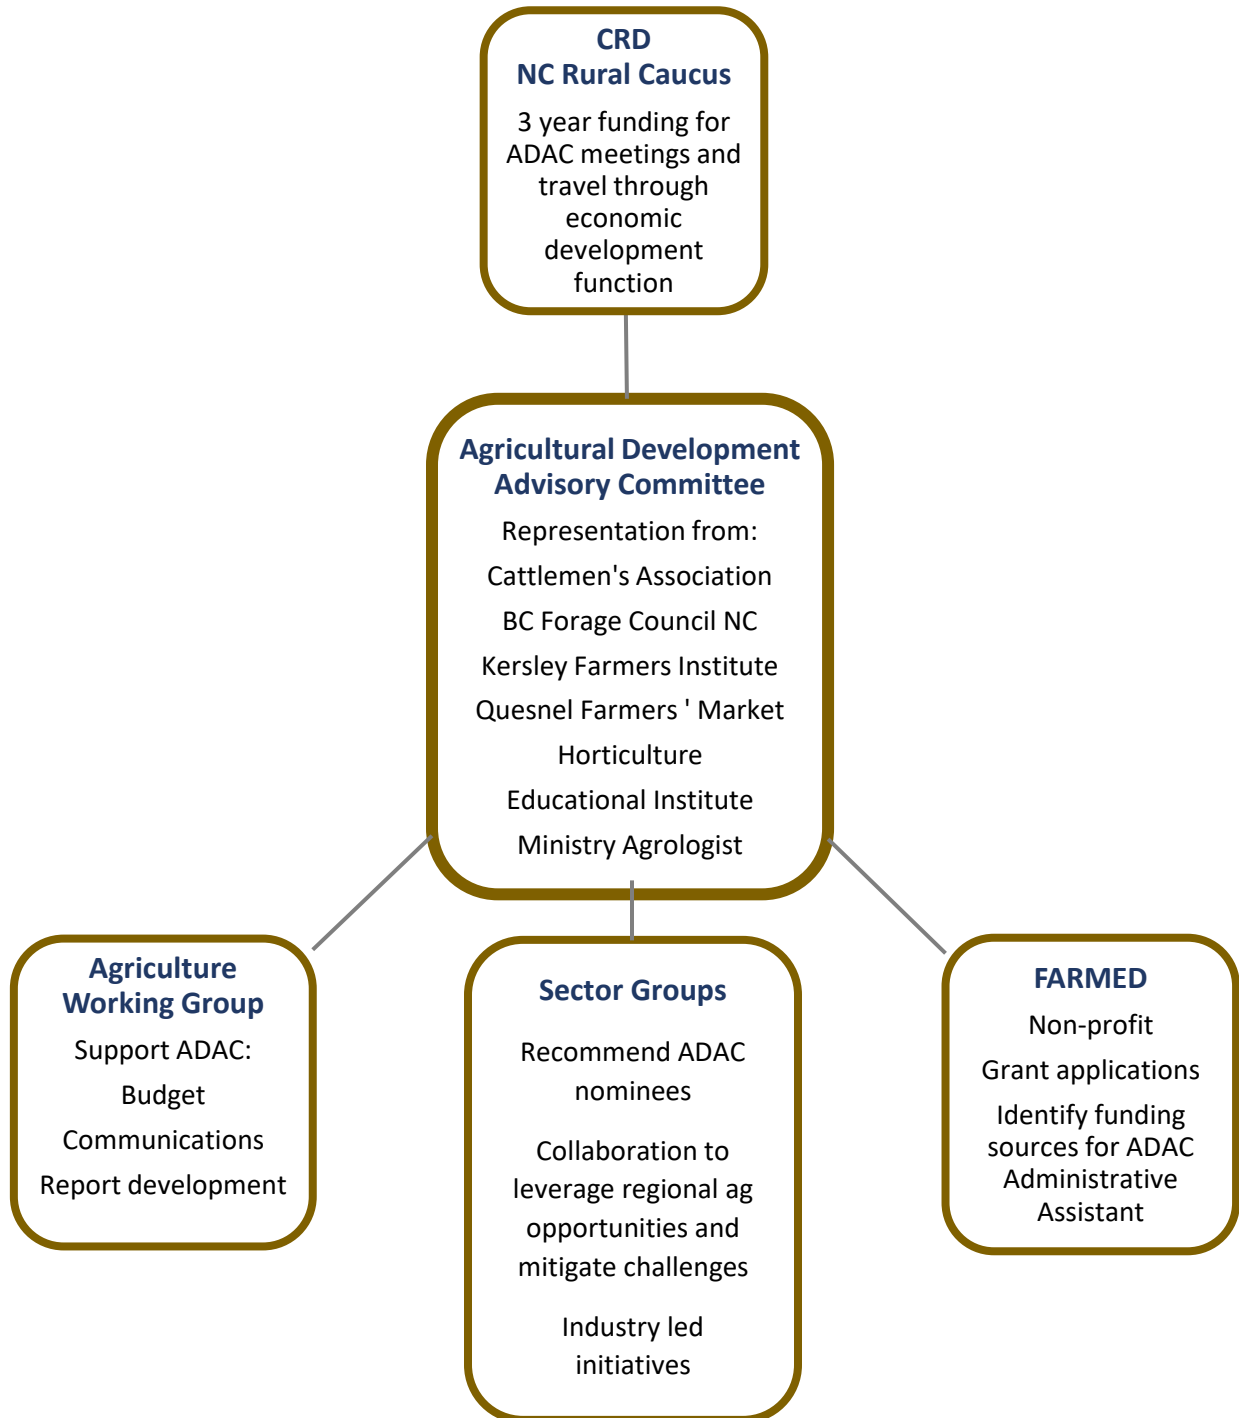 CRD
NC Rural Caucus
3 year funding for
ADAC meetings and
travel through
economic
development
function
Agricultural Development
Advisory Committee
Representation from:
Cattlemen's Association
BC Forage Council NC
Kersley Farmers Institute
Quesnel Farmers ' Market
Horticulture
Educational Institute
Ministry Agrologist
Agriculture
Working Group
Support ADAC:
Budget
Communications
Report development
Sector Groups
Recommend ADAC
nominees
Collaboration to
leverage regional ag
opportunities and
mitigate challenges
Industry led
initiatives
FARMED
Non-profit
Grant applications
Identify funding
sources for ADAC
Administrative
Assistant